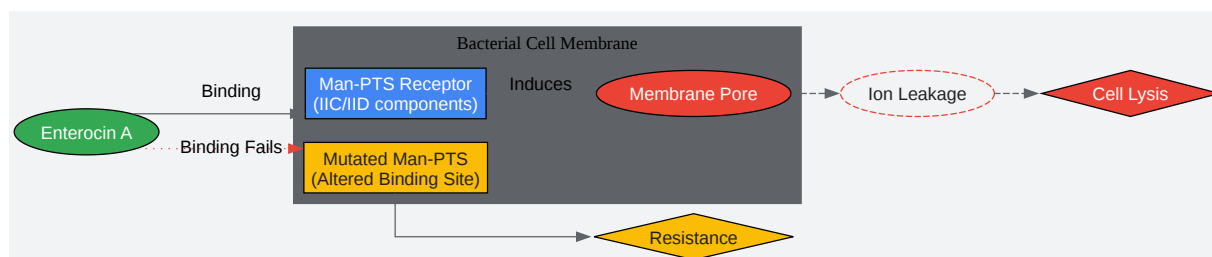 Bacterial Cell Membrane
Binding
Man-PTS Receptor
(IIC/IID components)
Induces
Membrane Pore
Ion Leakage
Cell Lysis
Enterocin A
Binding Fails
Mutated Man-PTS
(Altered Binding Site)
Resistance